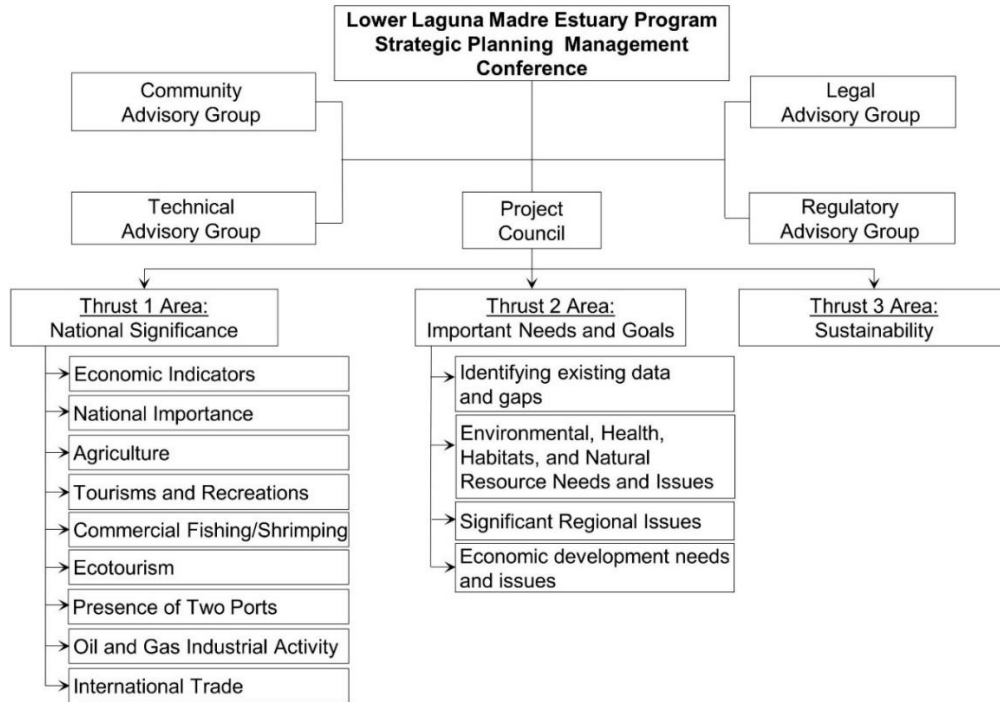 Lower Laguna Madre Estuary Program
Strategic Planning Management
Conference
Community
Advisory Group
Legal
Advisory Group
Technical
Advisory Group
Project
Council
Regulatory
Advisory Group
Thrust 1 Area:
National Significance
Thrust 2 Area:
Important Needs and Goals
Thrust 3 Area:
Sustainability
Economic Indicators
National Importance
Agriculture
Tourisms and Recreations
Commercial Fishing/Shrimping
Ecotourism
Presence of Two Ports
Oil and Gas Industrial Activity
International Trade
Identifying existing data
and gaps
Environmental, Health,
Habitats, and Natural
Resource Needs and Issues
Significant Regional Issues
Economic development needs
and issues